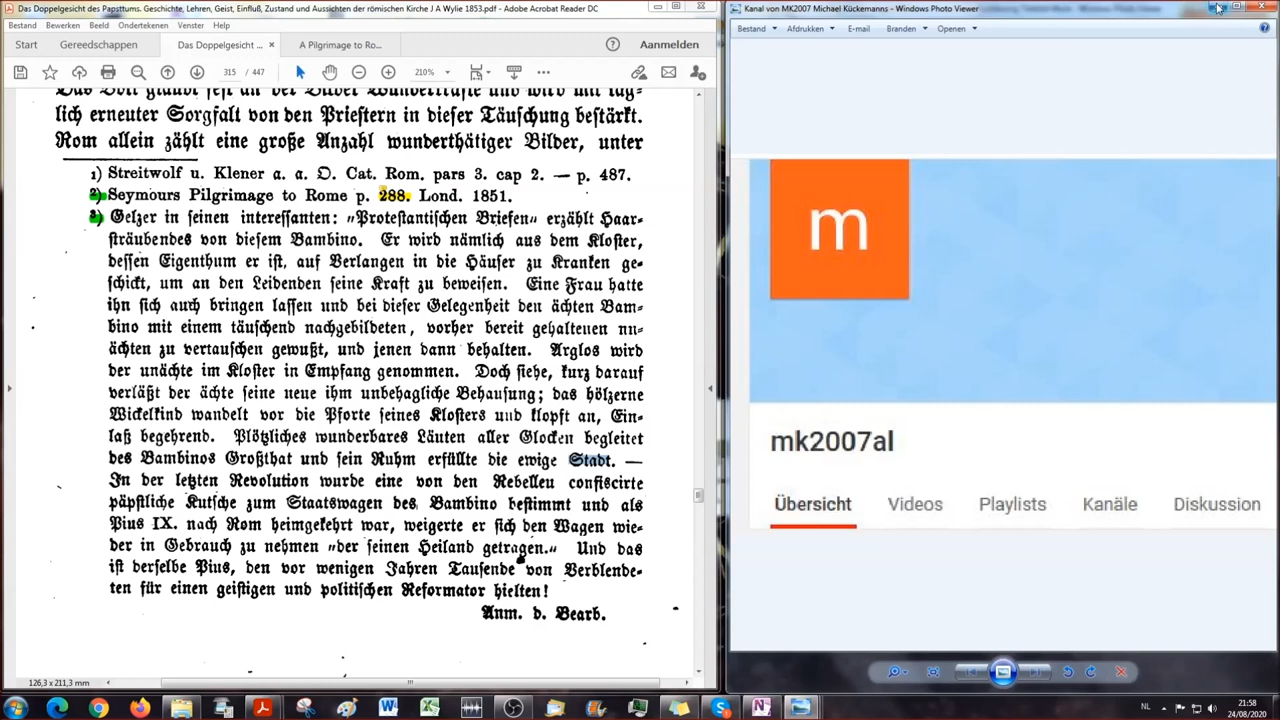 Das Doppelgesicht des Papsttums. Geschichte, Lehren, Geist, Einfluß, Zustand und Aussichten der römischen Kirche J A Wylie 1853.pdf - Adobe Acrobat Reader DC
Bestand Bewerken Beeld Ondertekenen Venster Help
Start Gereedschappen Das Doppelgesicht ... × A Pilgrimage to Ro... Aanmelden
315 / 447 210%
Das Volk glaubt fest an der Bilder Wunderkräfte und wird mit täg-
lich erneuter Sorgfalt von den Priestern in dieser Täuschung bestärkt.
Rom allein zählt eine große Anzahl wunderthätiger Bilder, unter
1) Streitwolf u. Klener a. a. O. Cat. Rom. pars 3. cap 2. — p. 487.
2) Seymours Pilgrimage to Rome p. 288. Lond. 1851.
3) Gelzer in seinen interessanten: „Protestantischen Briefen„ erzählt Haar-
sträubendes von diesem Bambino. Er wird nämlich aus dem Kloster,
dessen Eigenthum er ist, auf Verlangen in die Häuser zu Kranken ge-
schickt, um an den Leidenden seine Kraft zu beweisen. Eine Frau hatte
ihn sich auch bringen lassen und bei dieser Gelegenheit den ächten Bam-
bino mit einem täuschend nachgebildeten, vorher bereit gehaltenen nn-
ächten zu vertauschen gewußt, und jenen dann behalten. Arglos wird
der unächte im Kloster in Empfang genommen. Doch siehe, kurz darauf
verläßt der ächte seine neue ihm unbehagliche Behausung; das hölzerne
Wickelkind wandelt vor die Pforte seines Klosters und klopft an, Ein-
laß begehrend. Plötzliches wunderbares Läuten aller Glocken begleitet
des Bambinos Großthat und sein Ruhm erfüllte die ewige Stadt. —
In der letzten Revolution wurde eine von den Rebelleu confiscirte
päpstliche Kutsche zum Staatswagen des Bambino bestimmt und als
Pius IX. nach Rom heimgekehrt war, weigerte er sich den Wagen wie-
der in Gebrauch zu nehmen „der seinen Heiland getragen.„ Und das
ist derselbe Pius, den vor wenigen Jahren Tausende von Verblende-
ten für einen geistigen und politischen Reformator hielten!
Anm. d. Bearb.
126,3 x 211,3 mm
Kanal von MK2007 Michael Kückemanns - Windows Photo Viewer
Bestand Afdrukken E-mail Branden Openen
m
mk2007al
Übersicht Videos Playlists Kanäle Diskussion
NL 21:58
24/08/2020